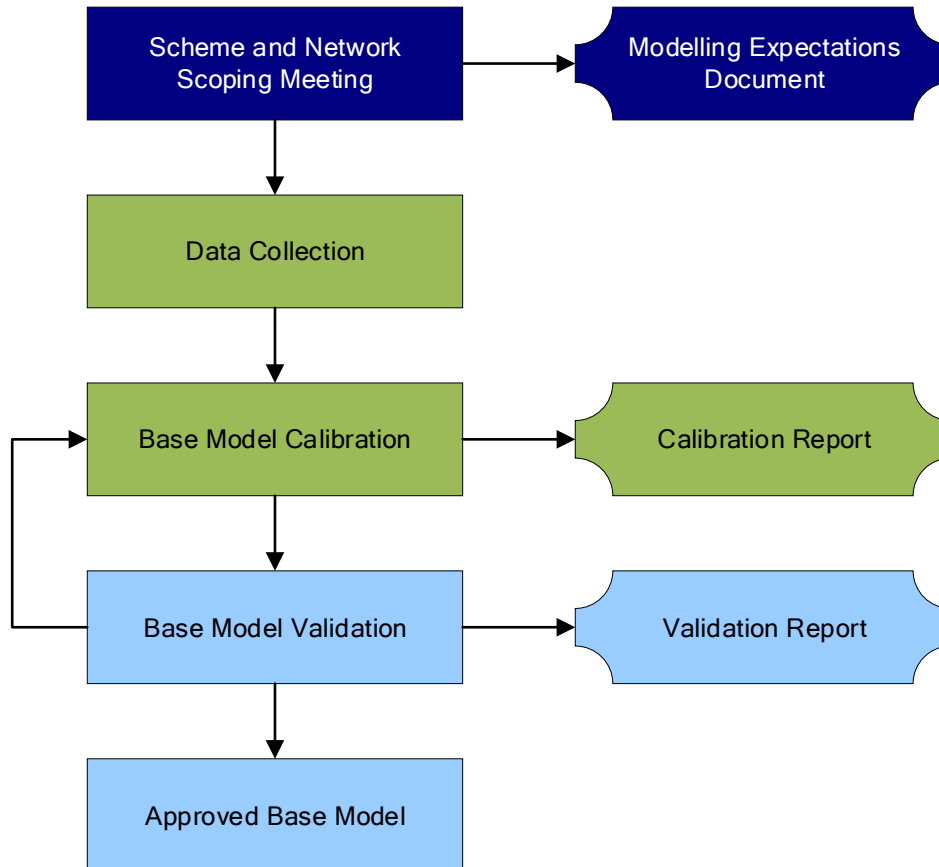 Scheme and Network
Scoping Meeting
Modelling Expectations
Document
Data Collection
Base Model Calibration
Calibration Report
Base Model Validation
Validation Report
Approved Base Model